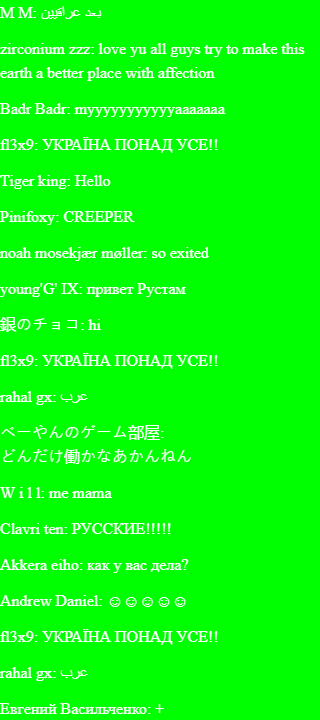 M M: بعد عراقيين
zirconium zzz: love yu all guys try to make this
earth a better place with affection
Badr Badr: myyyyyyyyyyyaaaaaaa
fl3x9: УКРАЇНА ПОНАД УСЕ!!
Tiger king: Hello
Pinifoxy: CREEPER
noah mosekjær møller: so exited
young'G' IX: привет Рустам
銀のチョコ: hi
fl3x9: УКРАЇНА ПОНАД УСЕ!!
rahal gx: عرب
べーやんのゲーム部屋:
どんだけ働かなあかんねん
W i l l: me mama
Clavri ten: РУССКИЕ!!!!!
Akkera eiho: как у вас дела?
Andrew Daniel: ☺☺☺☺☺
fl3x9: УКРАЇНА ПОНАД УСЕ!!
rahal gx: عرب
Евгений Васильченко: +